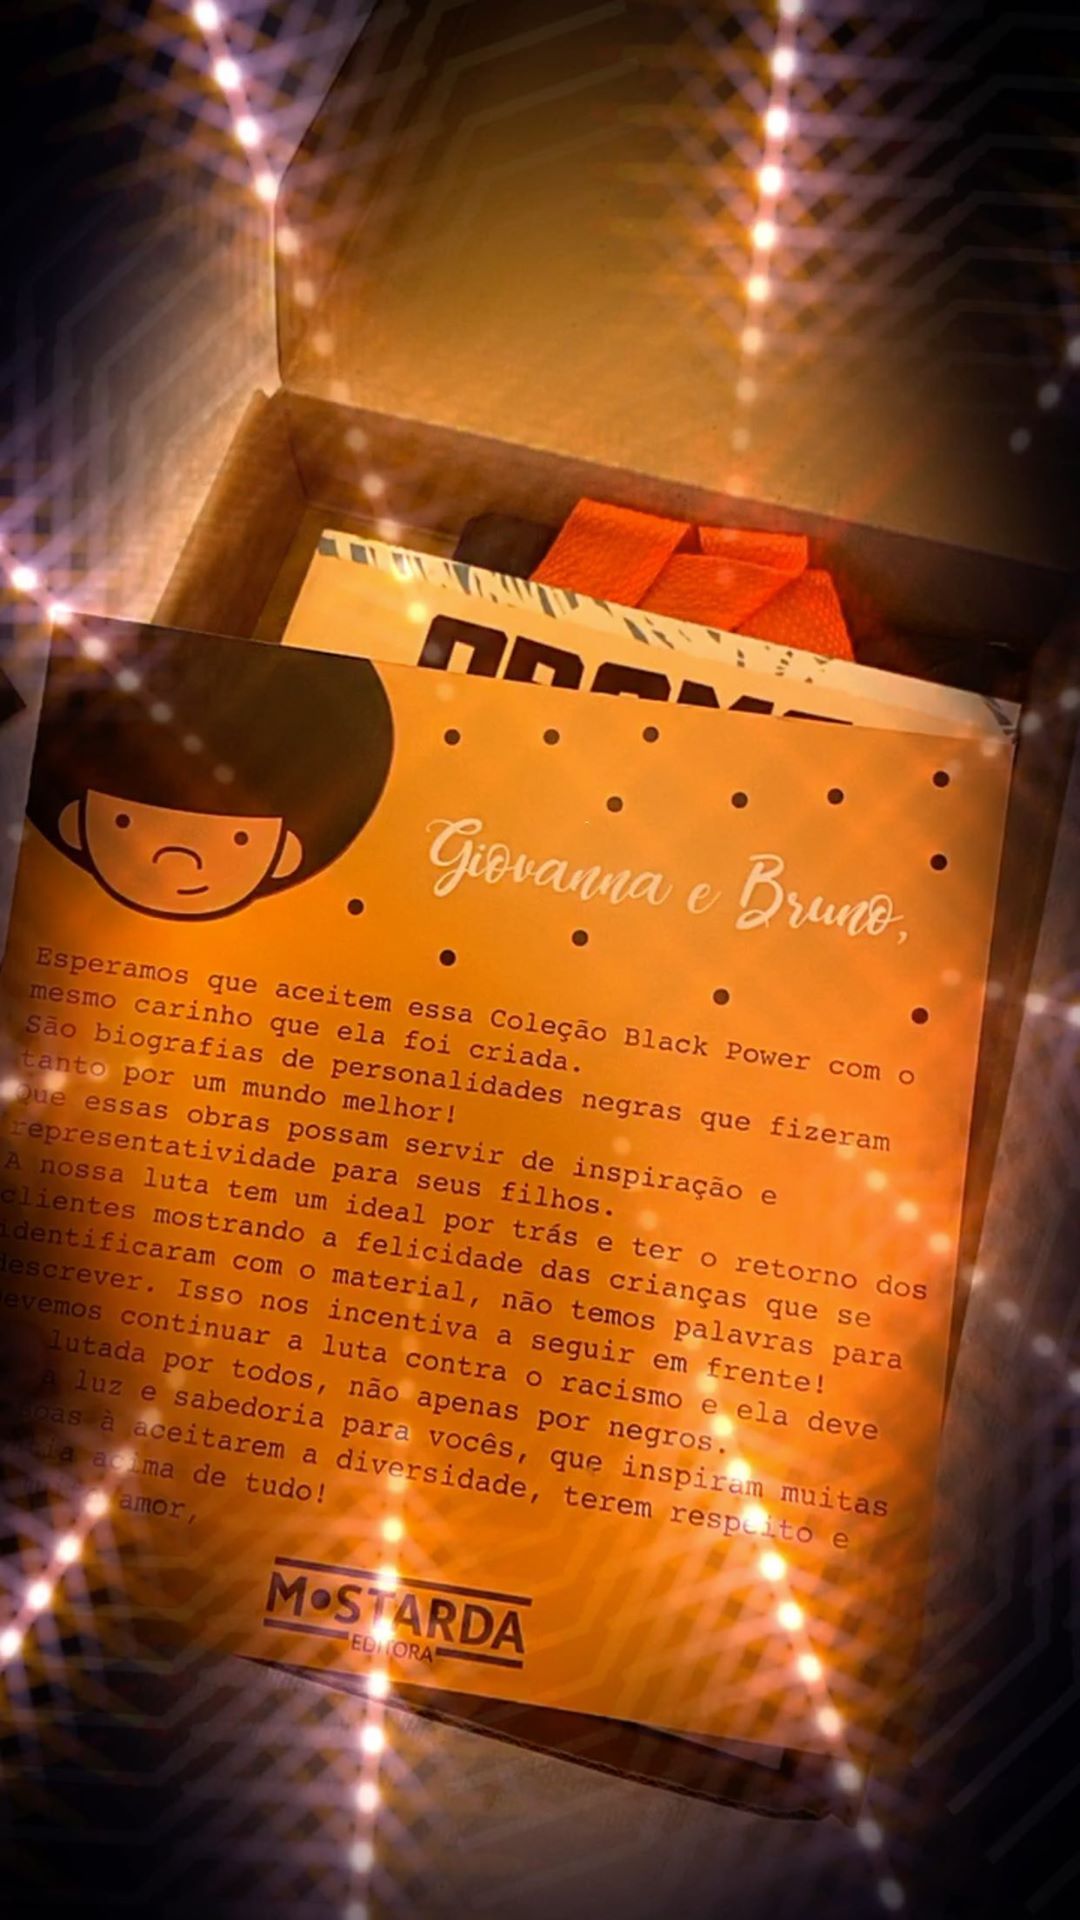 Giovanna e Bruno,
Esperamos que aceitem essa Coleção Black Power com o
mesmo carinho que ela foi criada.
São biografias de personalidades negras que fizeram
tanto por um mundo melhor!
Que essas obras possam servir de inspiração e
representatividade para seus filhos.
A nossa luta tem um ideal por trás e ter o retorno dos
clientes mostrando a felicidade das crianças que se
identificaram com o material, não temos palavras para
descrever. Isso nos incentiva a seguir em frente!
evemos continuar a luta contra o racismo e ela deve
lutada por todos, não apenas por negros.
a luz e sabedoria para vocês, que inspiram muitas
soas à aceitarem a diversidade, terem respeito e
acima de tudo!
amor,
MOSTARDA
EDITORA